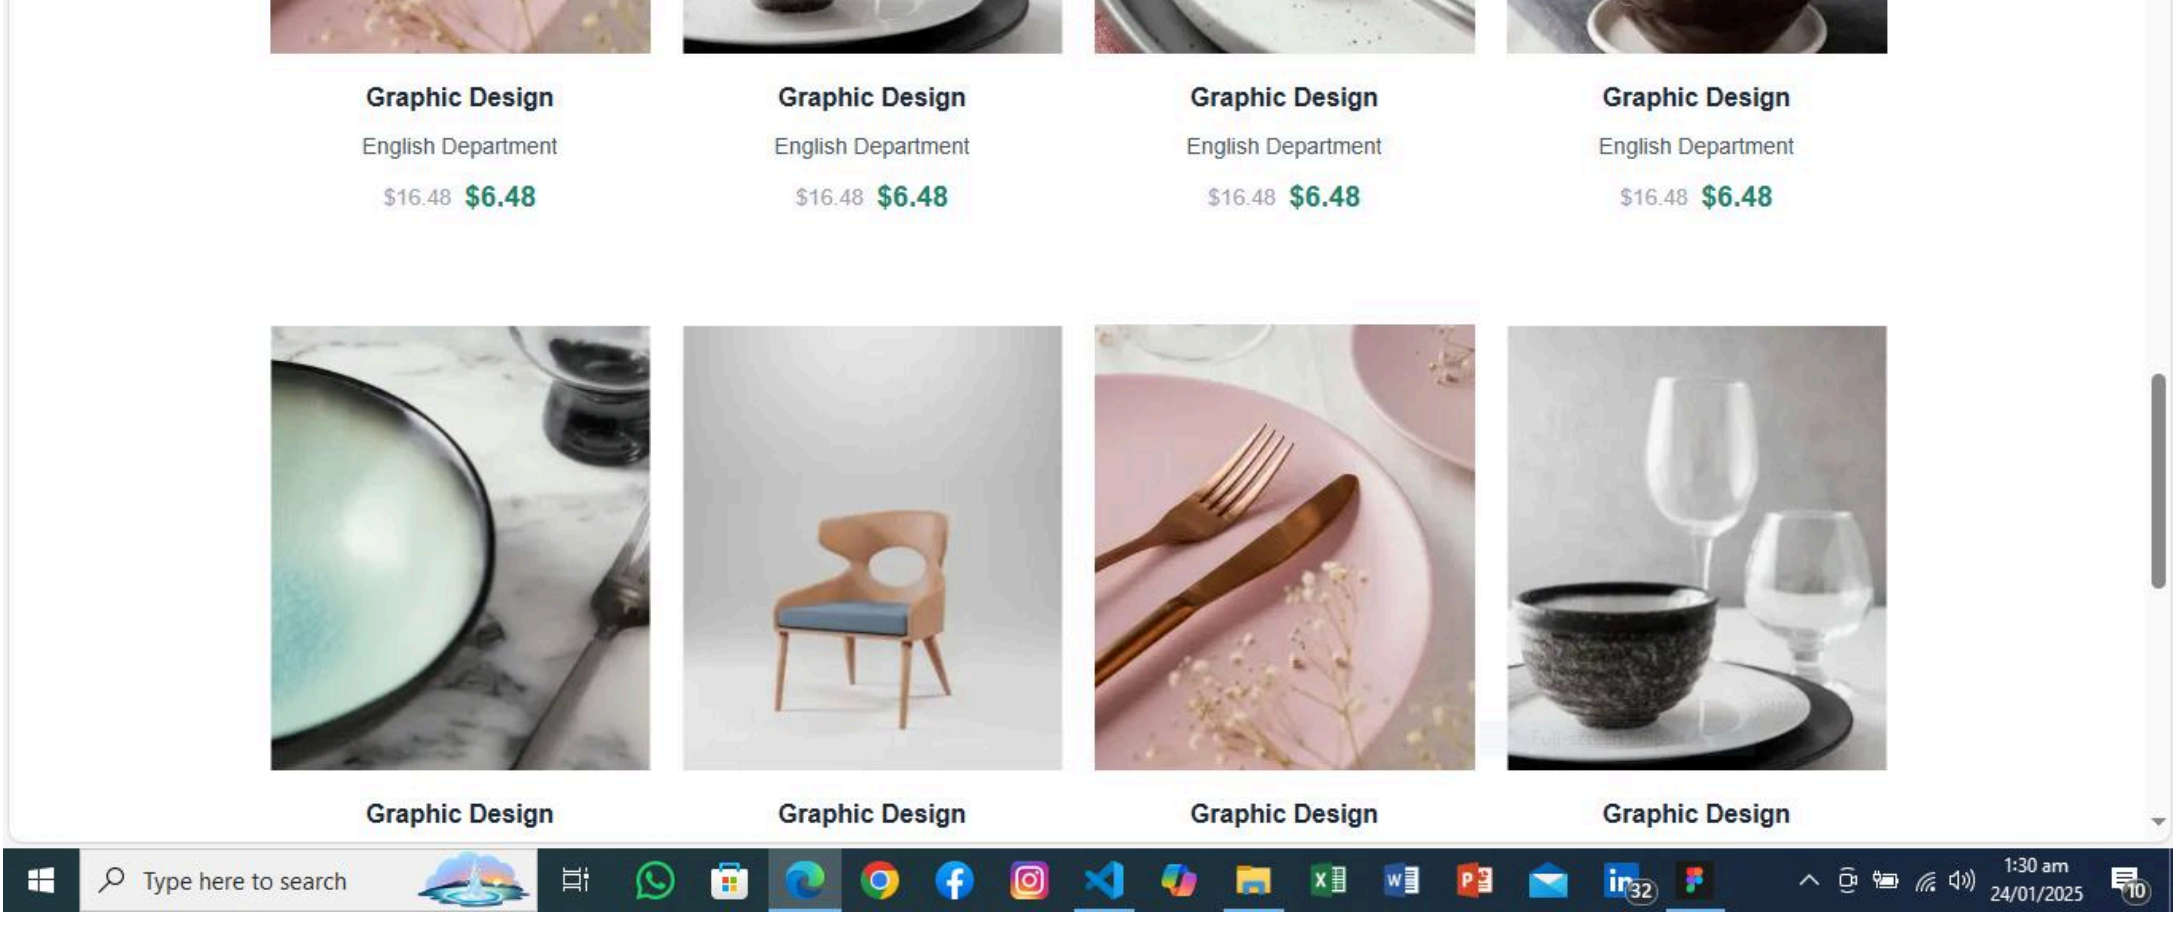 Graphic Design Graphic Design Graphic Design Graphic Design
English Department English Department English Department English Department
$16.48 $6.48 $16.48 $6.48 $16.48 $6.48 $16.48 $6.48
Graphic Design Graphic Design Graphic Design Graphic Design
Type here to search
32
1:30 am
24/01/2025
10